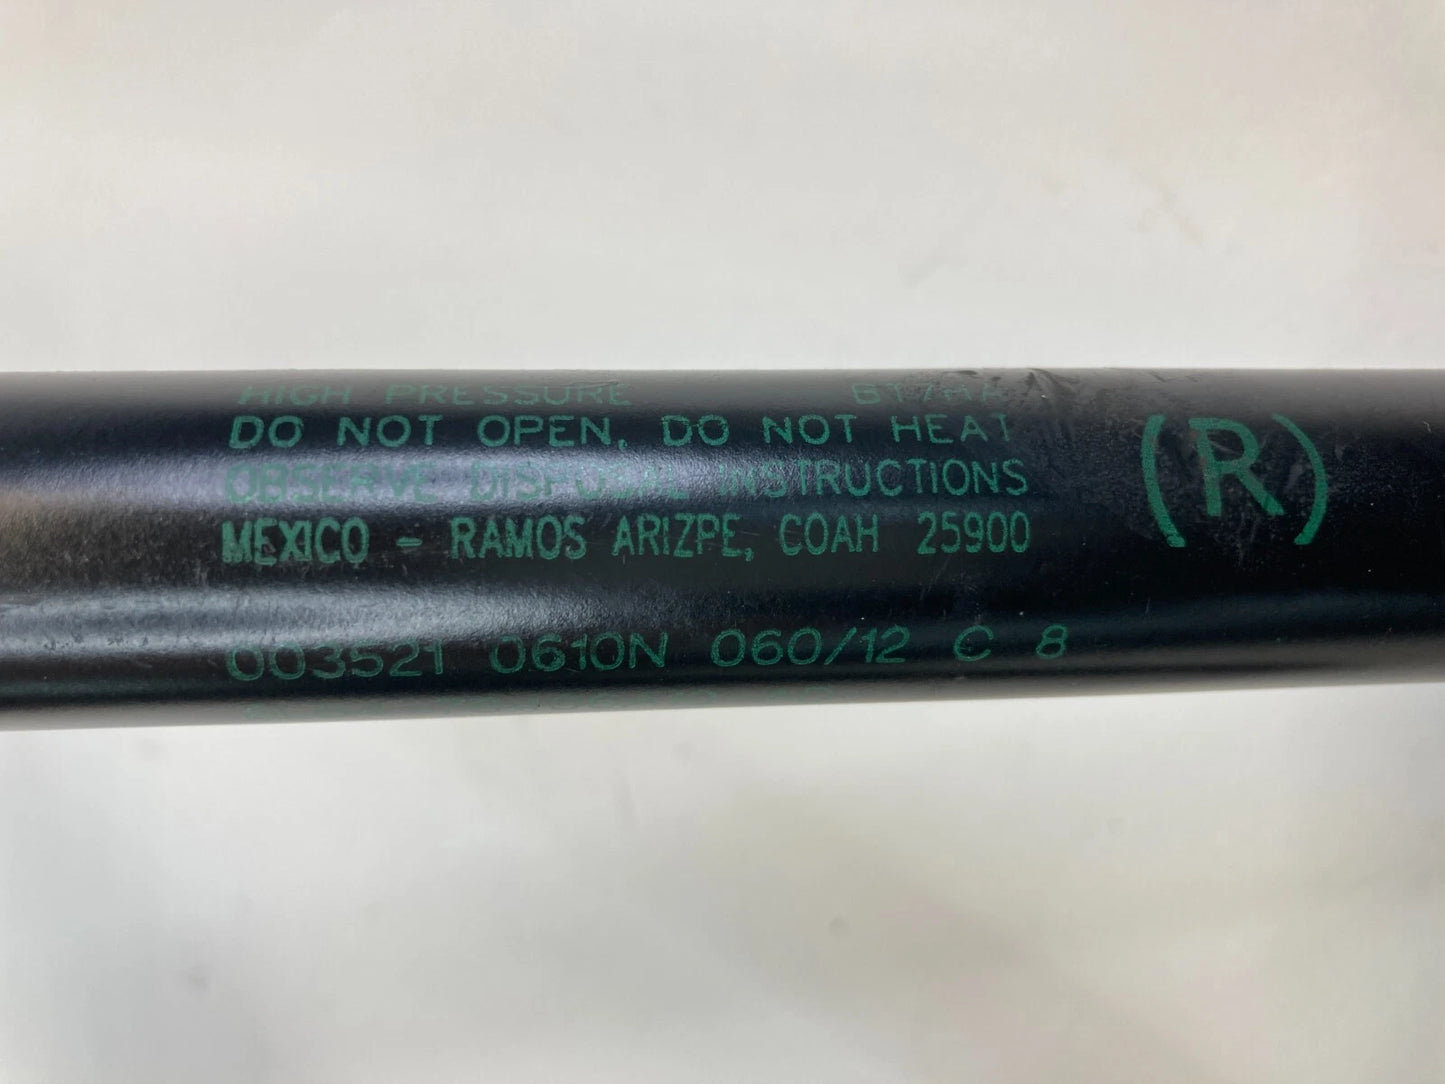 HIGH PRESSURE
DO NOT OPEN, DO NOT HEAT
OBSERVE DISPOSAL INSTRUCTIONS
MEXICO - RAMOS ARIZPE, COAH 25900
(R)
003521 0610N 060/12 C 8